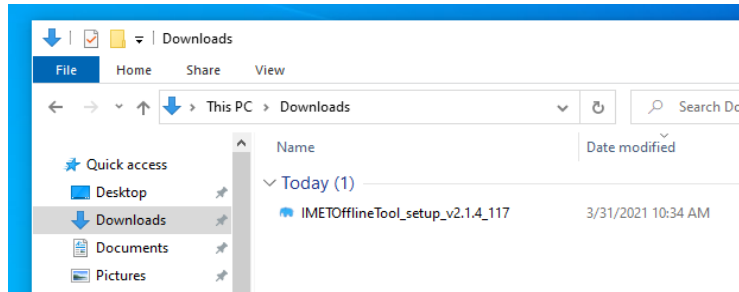 Downloads
File Home Share View
This PC > Downloads Search Do
Name Date modified
Quick access
Today (1)
Desktop
Downloads IMETOfflineTool_setup_v2.1.4_117 3/31/2021 10:34 AM
Documents
Pictures